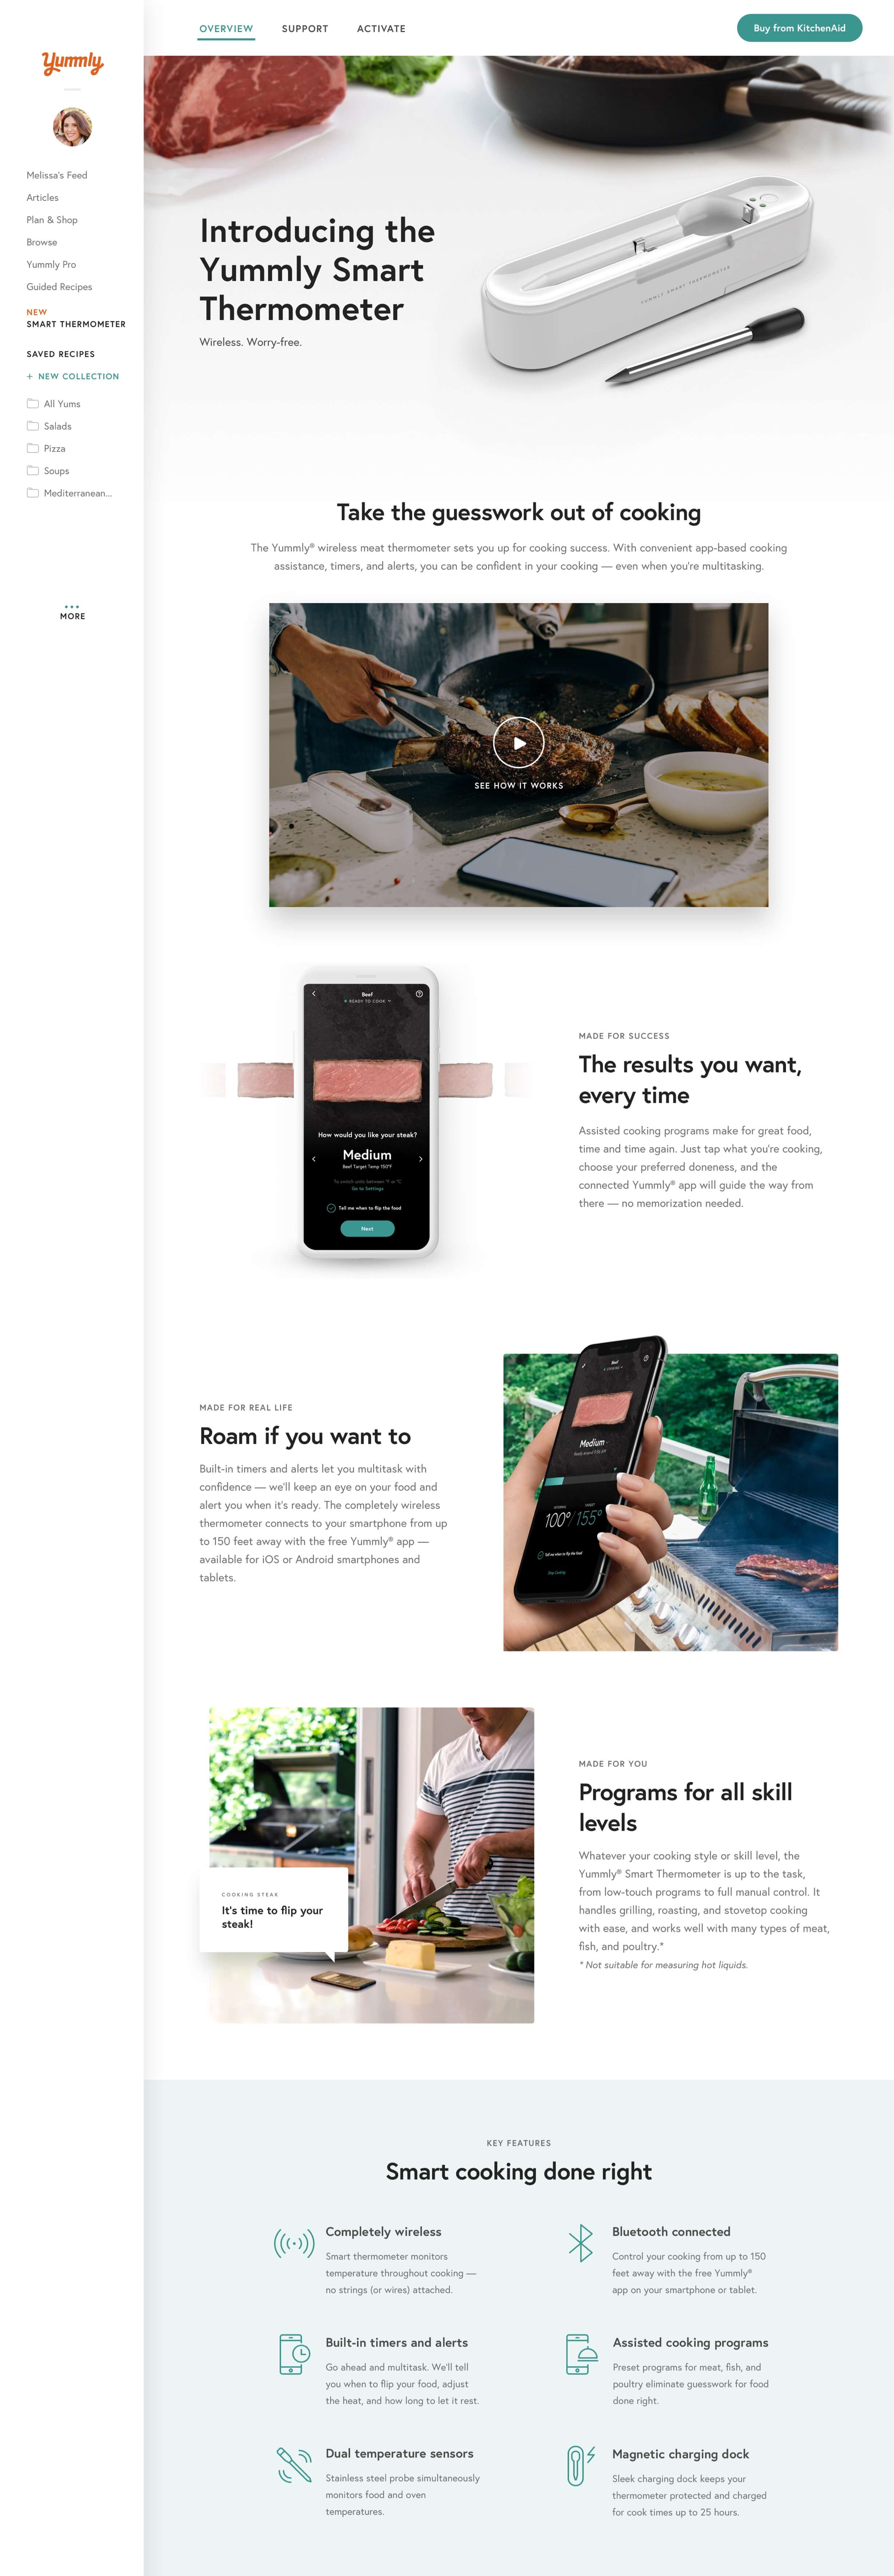 Yummly
Melissa's Feed
Articles
Plan & Shop
Browse
Yummly Pro
Guided Recipes
NEW
SMART THERMOMETER
SAVED RECIPES
+ NEW COLLECTION
All Yums
Salads
Pizza
Soups
Mediterranean...
MORE
OVERVIEW
SUPPORT
ACTIVATE
Buy from KitchenAid
Introducing the
Yummly Smart
Thermometer
Wireless. Worry-free.
YUMMLY SMART THERMOMETER
Take the guesswork out of cooking
The Yummly® wireless meat thermometer sets you up for cooking success. With convenient app-based cooking
assistance, timers, and alerts, you can be confident in your cooking — even when you're multitasking.
SEE HOW IT WORKS
Beef
READY TO COOK
How would you like your steak?
Medium
Beef Target Temp 150°F
To switch units between °F or °C
Go to Settings
Tell me when to flip the food
Next
MADE FOR SUCCESS
The results you want,
every time
Assisted cooking programs make for great food,
time and time again. Just tap what you're cooking,
choose your preferred doneness, and the
connected Yummly® app will guide the way from
there — no memorization needed.
MADE FOR REAL LIFE
Roam if you want to
Built-in timers and alerts let you multitask with
confidence — we'll keep an eye on your food and
alert you when it's ready. The completely wireless
thermometer connects to your smartphone from up
to 150 feet away with the free Yummly® app —
available for iOS or Android smartphones and
tablets.
Beef
Medium
INTERNAL
TARGET
100°/155°
Tell me when to flip the food
Stop Cooking
COOKING STEAK
It's time to flip your
steak!
MADE FOR YOU
Programs for all skill
levels
Whatever your cooking style or skill level, the
Yummly® Smart Thermometer is up to the task,
from low-touch programs to full manual control. It
handles grilling, roasting, and stovetop cooking
with ease, and works well with many types of meat,
fish, and poultry.*
* Not suitable for measuring hot liquids.
KEY FEATURES
Smart cooking done right
Completely wireless
Smart thermometer monitors
temperature throughout cooking —
no strings (or wires) attached.
Bluetooth connected
Control your cooking from up to 150
feet away with the free Yummly®
app on your smartphone or tablet.
Built-in timers and alerts
Go ahead and multitask. We'll tell
you when to flip your food, adjust
the heat, and how long to let it rest.
Assisted cooking programs
Preset programs for meat, fish, and
poultry eliminate guesswork for food
done right.
Dual temperature sensors
Stainless steel probe simultaneously
monitors food and oven
temperatures.
Magnetic charging dock
Sleek charging dock keeps your
thermometer protected and charged
for cook times up to 25 hours.